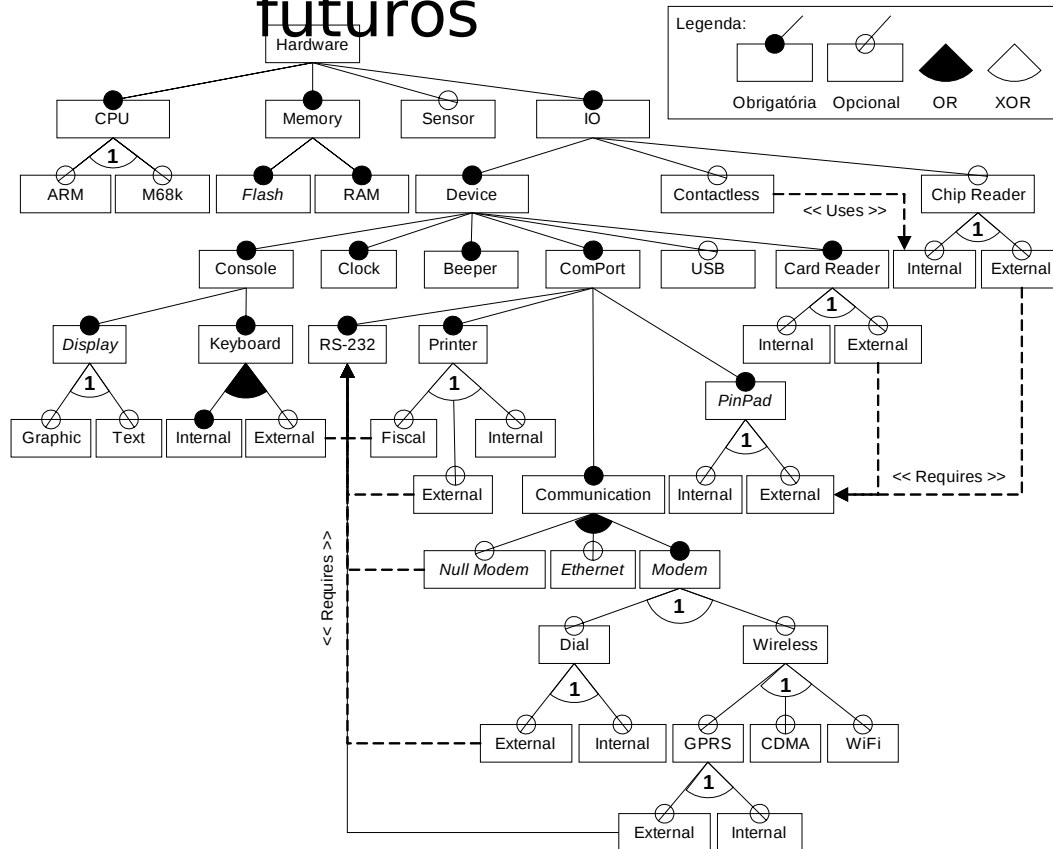 futuros
Hardware
Legenda:
Obrigatória Opcional OR XOR
CPU Memory Sensor IO
1
ARM M68k Flash RAM Device Contactless Chip Reader
<< Uses >>
1
Console Clock Beeper ComPort USB Card Reader Internal External
1
Display Keyboard RS-232 Printer Internal External
1 1
PinPad
Graphic Text Internal External Fiscal Internal
1
<< Requires >>
External Communication Internal External
<< Requires >>
Null Modem Ethernet Modem
1
Dial Wireless
1 1
External Internal GPRS CDMA WiFi
1
External Internal